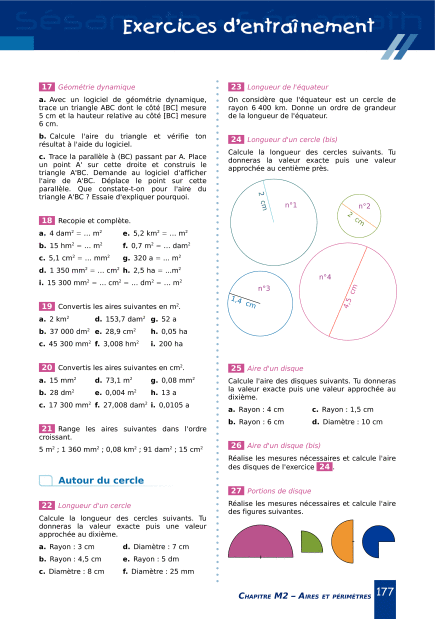 Exercices d'entraînement
17 Géométrie dynamique
a. Avec un logiciel de géométrie dynamique,
trace un triangle ABC dont le côté [BC] mesure
5 cm et la hauteur relative au côté [BC] mesure
6 cm.
b. Calcule l'aire du triangle et vérifie ton
résultat à l'aide du logiciel.
c. Trace la parallèle à (BC) passant par A. Place
un point A' sur cette droite et construis le
triangle A'BC. Demande au logiciel d'afficher
l'aire de A'BC. Déplace le point sur cette
parallèle. Que constate-t-on pour l'aire du
triangle A'BC ? Essaie d'expliquer pourquoi.
18 Recopie et complète.
a. 4 dam² = ... m² e. 5,2 km² = ... m²
b. 15 hm² = ... m² f. 0,7 m² = ... dam²
c. 5,1 cm² = ... mm² g. 320 a = ... m²
d. 1 350 mm² = ... cm² h. 2,5 ha = ...m²
i. 15 300 mm² = ... cm² = ... dm² = ... m²
19 Convertis les aires suivantes en m².
a. 2 km² d. 153,7 dam² g. 52 a
b. 37 000 dm² e. 28,9 cm² h. 0,05 ha
c. 45 300 mm² f. 3,008 hm² i. 200 ha
20 Convertis les aires suivantes en cm².
a. 15 mm² d. 73,1 m² g. 0,08 mm²
b. 28 dm² e. 0,004 m² h. 13 a
c. 17 300 mm² f. 27,008 dam² i. 0,0105 a
21 Range les aires suivantes dans l'ordre
croissant.
5 m² ; 1 360 mm² ; 0,08 km² ; 91 dam² ; 15 cm²
Autour du cercle
22 Longueur d'un cercle
Calcule la longueur des cercles suivants. Tu
donneras la valeur exacte puis une valeur
approchée au dixième.
a. Rayon : 3 cm d. Diamètre : 7 cm
b. Rayon : 4,5 cm e. Rayon : 5 dm
c. Diamètre : 8 cm f. Diamètre : 25 mm
23 Longueur de l'équateur
On considère que l'équateur est un cercle de
rayon 6 400 km. Donne un ordre de grandeur
de la longueur de l'équateur.
24 Longueur d'un cercle (bis)
Calcule la longueur des cercles suivants. Tu
donneras la valeur exacte puis une valeur
approchée au centième près.
2 cm
n°1
n°2
2 cm
n°3
1,4 cm
n°4
4,5 cm
25 Aire d'un disque
Calcule l'aire des disques suivants. Tu donneras
la valeur exacte puis une valeur approchée au
dixième.
a. Rayon : 4 cm c. Rayon : 1,5 cm
b. Rayon : 6 cm d. Diamètre : 10 cm
26 Aire d'un disque (bis)
Réalise les mesures nécessaires et calcule l'aire
des disques de l'exercice 24.
27 Portions de disque
Réalise les mesures nécessaires et calcule l'aire
des figures suivantes.
Chapitre M2 – Aires et périmètres 177